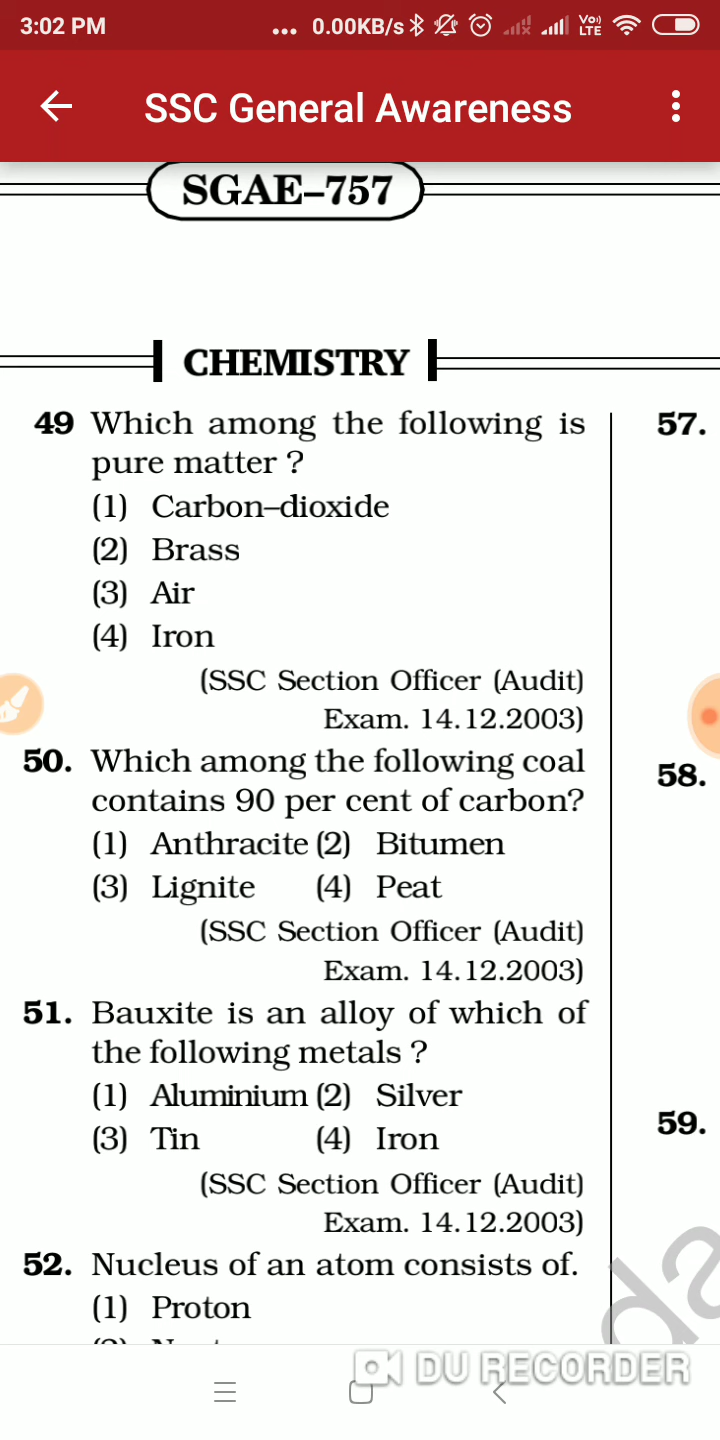 3:02 PM ... 0.00KB/s VoLTE
SSC General Awareness
SGAE–757
CHEMISTRY
49 Which among the following is
pure matter ?
(1) Carbon–dioxide
(2) Brass
(3) Air
(4) Iron
(SSC Section Officer (Audit)
Exam. 14.12.2003)
50. Which among the following coal
contains 90 per cent of carbon?
(1) Anthracite (2) Bitumen
(3) Lignite (4) Peat
(SSC Section Officer (Audit)
Exam. 14.12.2003)
51. Bauxite is an alloy of which of
the following metals ?
(1) Aluminium (2) Silver
(3) Tin (4) Iron
(SSC Section Officer (Audit)
Exam. 14.12.2003)
52. Nucleus of an atom consists of.
(1) Proton
57.
58.
59.
da
DU RECORDER